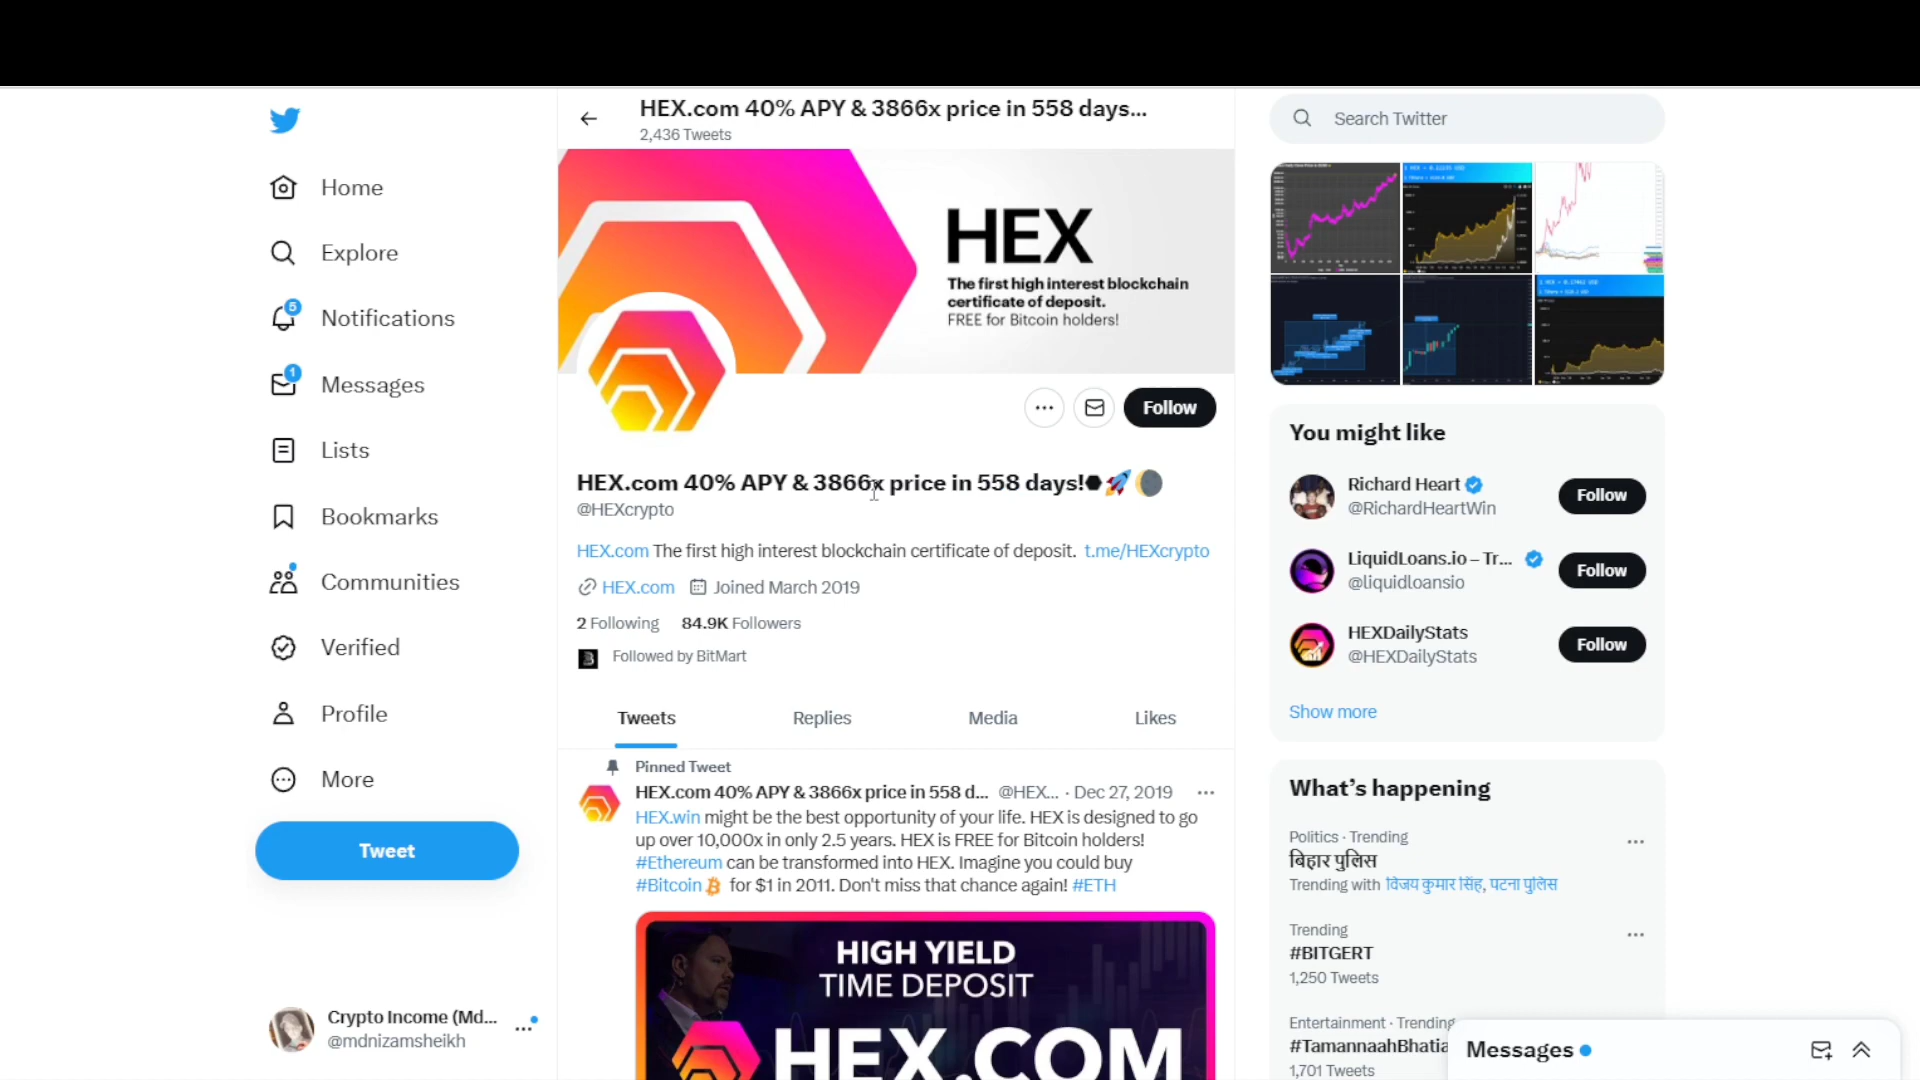 Home
Explore
5
Notifications
1
Messages
Lists
Bookmarks
Communities
Verified
Profile
More
Tweet
Crypto Income (Md...
@mdnizamsheikh
HEX.com 40% APY & 3866x price in 558 days...
2,436 Tweets
HEX
The first high interest blockchain
certificate of deposit.
FREE for Bitcoin holders!
Follow
HEX.com 40% APY & 3866x price in 558 days!
@HEXcrypto
HEX.com The first high interest blockchain certificate of deposit. t.me/HEXcrypto
HEX.com Joined March 2019
2 Following 84.9K Followers
Followed by BitMart
Tweets Replies Media Likes
Pinned Tweet
HEX.com 40% APY & 3866x price in 558 d... @HEX... · Dec 27, 2019
HEX.win might be the best opportunity of your life. HEX is designed to go
up over 10,000x in only 2.5 years. HEX is FREE for Bitcoin holders!
#Ethereum can be transformed into HEX. Imagine you could buy
#Bitcoin for $1 in 2011. Don't miss that chance again! #ETH
HIGH YIELD
TIME DEPOSIT
HEX.COM
Search Twitter
You might like
Richard Heart
@RichardHeartWin
Follow
LiquidLoans.io – Tr...
@liquidloansio
Follow
HEXDailyStats
@HEXDailyStats
Follow
Show more
What's happening
Politics · Trending
बिहार पुलिस
Trending with विजय कुमार सिंह, पटना पुलिस
Trending
#BITGERT
1,250 Tweets
Entertainment · Trending
#TamannaahBhatia
1,701 Tweets
Messages